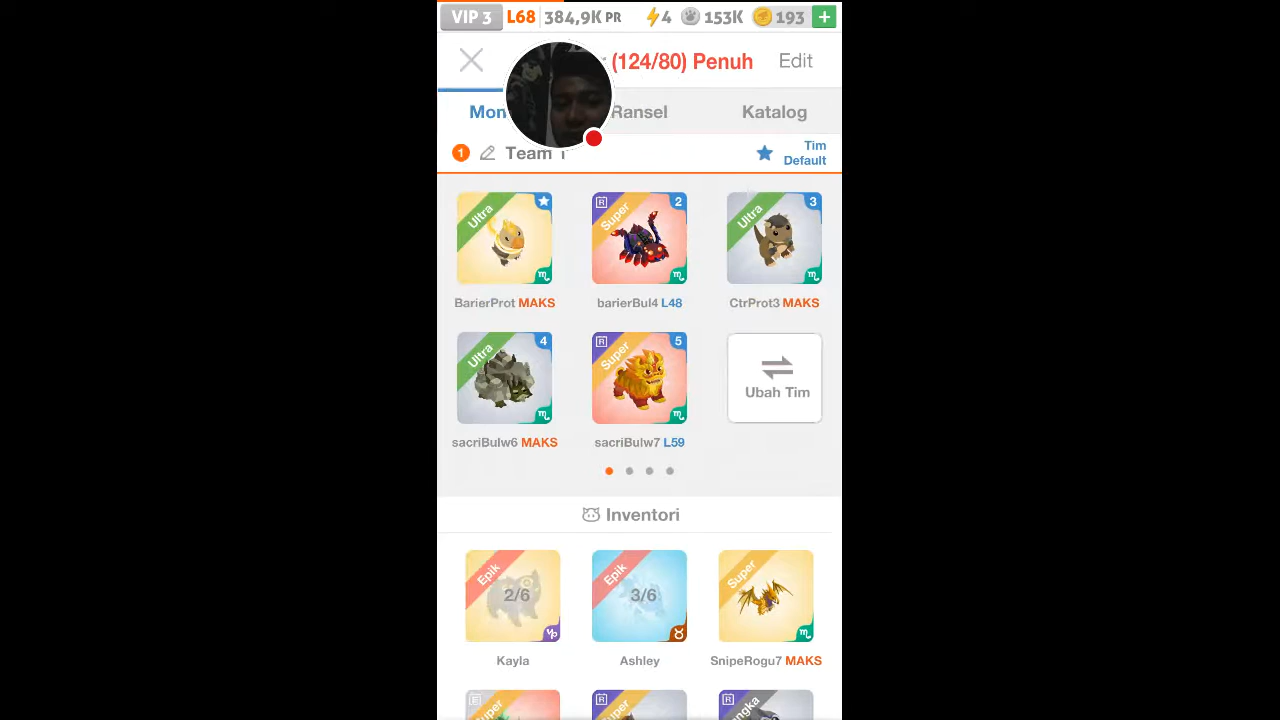 VIP 3 L68 384,9K PR 4 153K 193 +
(124/80) Penuh Edit
Mon Ransel Katalog
1 Team 1 Tim Default
Ultra R Super 2 Ultra 3
BarierProt MAKS barierBul4 L48 CtrProt3 MAKS
Ultra 4 R Super 5
Ubah Tim
sacriBulw6 MAKS sacriBulw7 L59
Inventori
Epik 2/6 Epik 3/6 Super
Kayla Ashley SnipeRogu7 MAKS
E R R